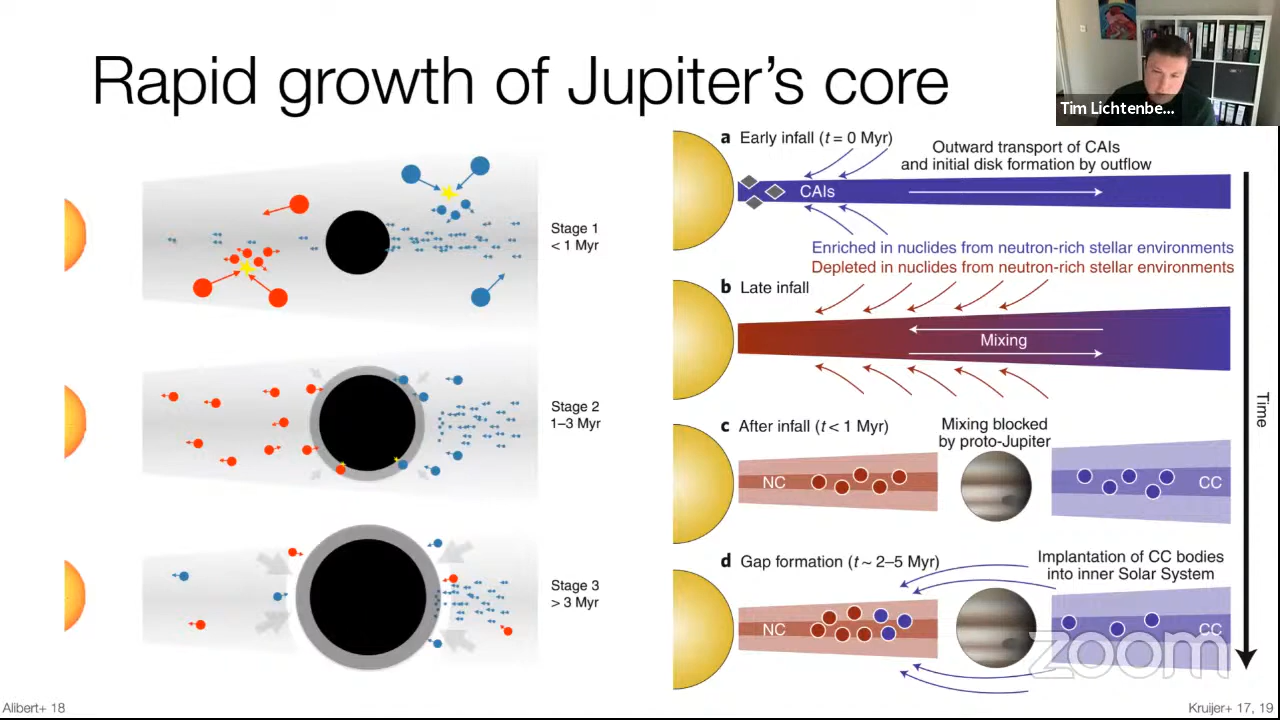 Rapid growth of Jupiter's core
Tim Lichtenbe...
Stage 1
< 1 Myr
Stage 2
1–3 Myr
Stage 3
> 3 Myr
a Early infall (t = 0 Myr)
Outward transport of CAIs
and initial disk formation by outflow
CAIs
Enriched in nuclides from neutron-rich stellar environments
Depleted in nuclides from neutron-rich stellar environments
b Late infall
Mixing
c After infall (t < 1 Myr)
Mixing blocked
by proto-Jupiter
NC
CC
d Gap formation (t ~ 2–5 Myr)
Implantation of CC bodies
into inner Solar System
NC
CC
Time
zoom
Alibert+ 18
Kruijer+ 17, 19